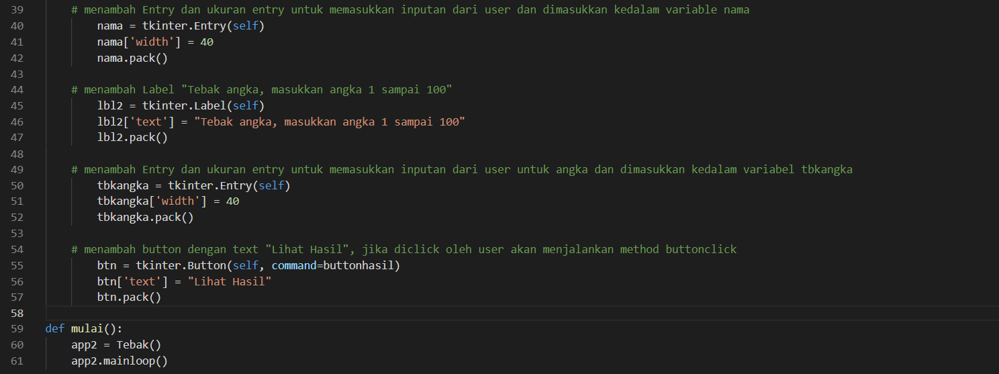 39 # menambah Entry dan ukuran entry untuk memasukkan inputan dari user dan dimasukkan kedalam variable nama
40 nama = tkinter.Entry(self)
41 nama['width'] = 40
42 nama.pack()
43
44 # menambah Label "Tebak angka, masukkan angka 1 sampai 100"
45 lbl2 = tkinter.Label(self)
46 lbl2['text'] = "Tebak angka, masukkan angka 1 sampai 100"
47 lbl2.pack()
48
49 # menambah Entry dan ukuran entry untuk memasukkan inputan dari user untuk angka dan dimasukkan kedalam variabel tbkangka
50 tbkangka = tkinter.Entry(self)
51 tbkangka['width'] = 40
52 tbkangka.pack()
53
54 # menambah button dengan text "Lihat Hasil", jika diclick oleh user akan menjalankan method buttonclick
55 btn = tkinter.Button(self, command=buttonhasil)
56 btn['text'] = "Lihat Hasil"
57 btn.pack()
58
59 def mulai():
60 app2 = Tebak()
61 app2.mainloop()